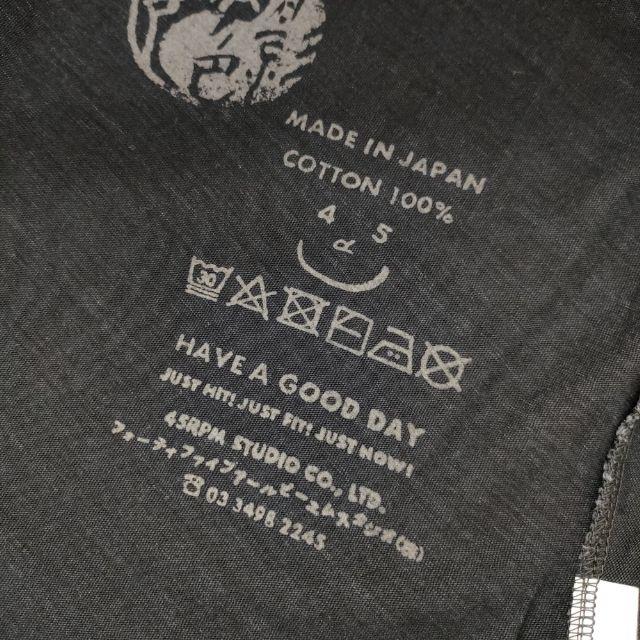 MADE IN JAPAN
COTTON 100%
4 5
d
30
HAVE A GOOD DAY
JUST HIT! JUST FIT! JUST NOW!
45RPM STUDIO CO., LTD.
フォーティファイブアールピーエムスタジオ(株)
☎ 03 3498 2245